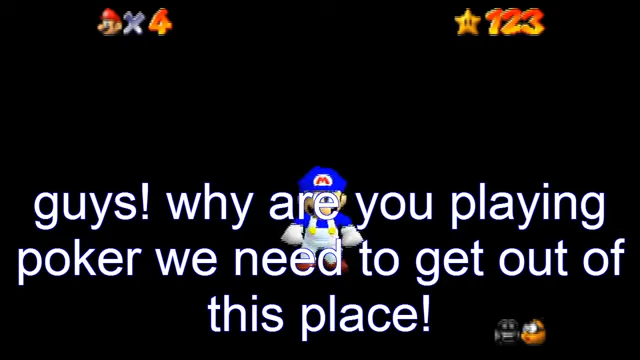 x 4 123
guys! why are you playing
poker we need to get out of
this place!